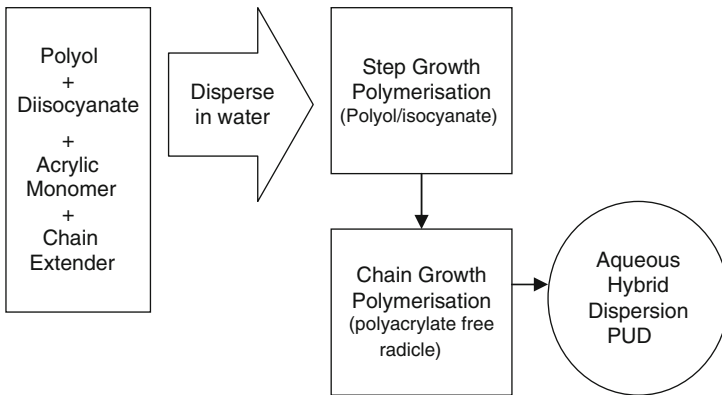 Polyol
+
Diisocyanate
+
Acrylic
Monomer
+
Chain
Extender
Disperse
in water
Step Growth
Polymerisation
(Polyol/isocyanate)
Chain Growth
Polymerisation
(polyacrylate free
radicle)
Aqueous
Hybrid
Dispersion
PUD